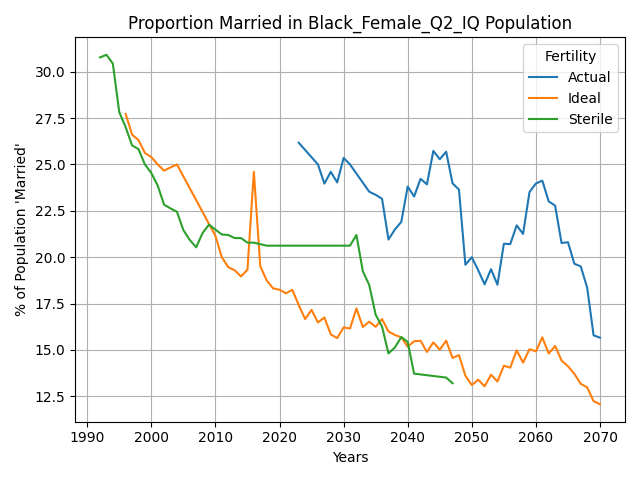 Proportion Married in Black_Female_Q2_IQ Population
% of Population 'Married'
30.0
27.5
25.0
22.5
20.0
17.5
15.0
12.5
Fertility
Actual
Ideal
Sterile
1990 2000 2010 2020 2030 2040 2050 2060 2070
Years